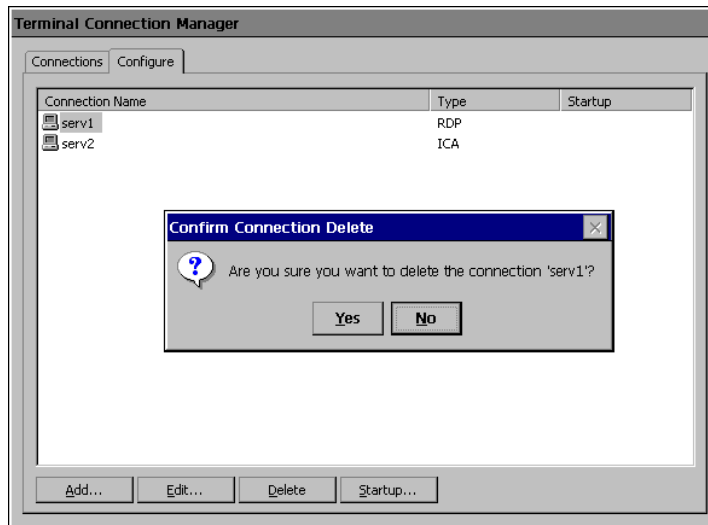 Terminal Connection Manager
Connections Configure
Connection Name Type Startup
serv1 RDP
serv2 ICA
Confirm Connection Delete
Are you sure you want to delete the connection 'serv1'?
Yes No
Add... Edit... Delete Startup...